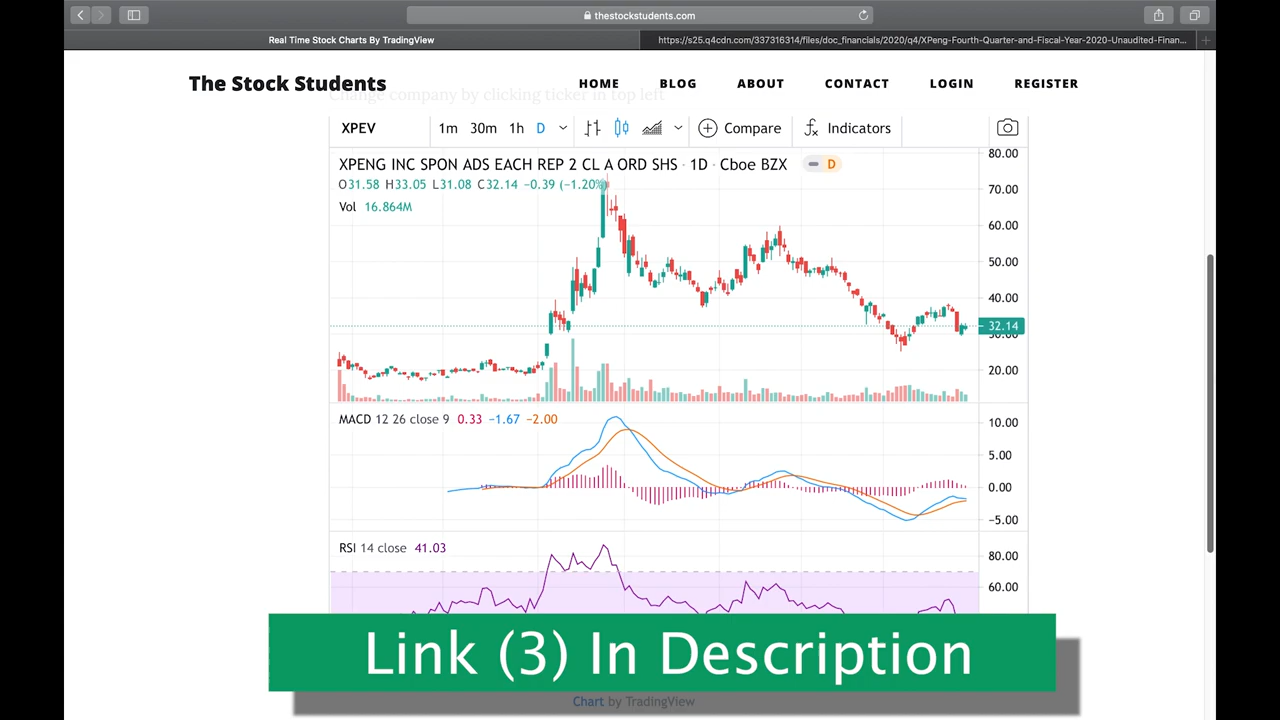 thestockstudents.com
Real Time Stock Charts By TradingView
https://s25.q4cdn.com/337316314/files/doc_financials/2020/q4/XPeng-Fourth-Quarter-and-Fiscal-Year-2020-Unaudited-Finan...
The Stock Students
HOME BLOG ABOUT CONTACT LOGIN REGISTER
Change company by clicking ticker in top left
XPEV 1m 30m 1h D Compare Indicators
XPENG INC SPON ADS EACH REP 2 CL A ORD SHS · 1D · Cboe BZX D
O31.58 H33.05 L31.08 C32.14 −0.39 (−1.20%)
Vol 16.864M
80.00
70.00
60.00
50.00
40.00
32.14
30.00
20.00
MACD 12 26 close 9 0.33 −1.67 −2.00
10.00
5.00
0.00
−5.00
RSI 14 close 41.03
80.00
60.00
Link (3) In Description
Chart by TradingView